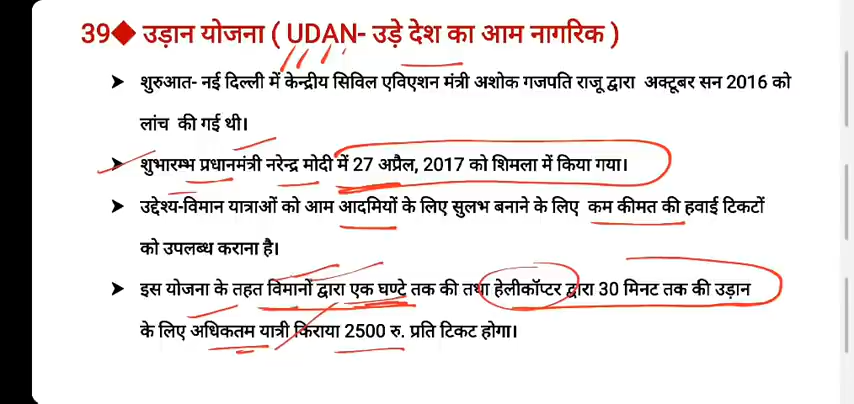 39◆ उड़ान योजना ( UDAN- उड़े देश का आम नागरिक )
➤ शुरुआत- नई दिल्ली में केन्द्रीय सिविल एविएशन मंत्री अशोक गजपति राजू द्वारा अक्टूबर सन 2016 को
लांच की गई थी।
➤ शुभारम्भ प्रधानमंत्री नरेन्द्र मोदी में 27 अप्रैल, 2017 को शिमला में किया गया।
➤ उद्देश्य-विमान यात्राओं को आम आदमियों के लिए सुलभ बनाने के लिए कम कीमत की हवाई टिकटों
को उपलब्ध कराना है।
➤ इस योजना के तहत विमानों द्वारा एक घण्टे तक की तथा हेलीकॉप्टर द्वारा 30 मिनट तक की उड़ान
के लिए अधिकतम यात्री किराया 2500 रु. प्रति टिकट होगा।